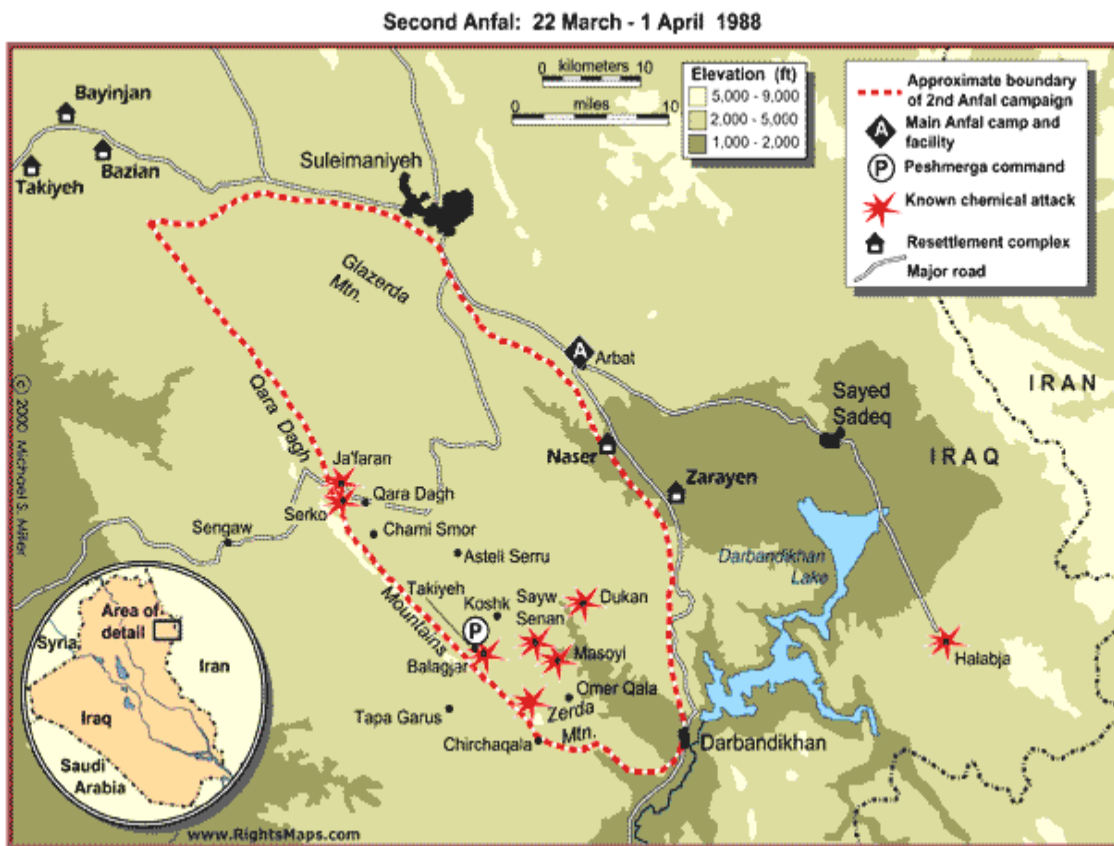 Second Anfal: 22 March - 1 April 1988
0 kilometers 10
0 miles 10
Elevation (ft)
5,000 - 9,000
2,000 - 5,000
1,000 - 2,000
Approximate boundary
of 2nd Anfal campaign
A
Main Anfal camp and
facility
P
Peshmerga command
Known chemical attack
Resettlement complex
Major road
Bayinjan
Takiyeh
Bazian
Suleimaniyeh
Glazerda
Mtn.
A
Arbat
IRAN
Sayed
Sadeq
IRAQ
Qara Dagh
Mountains
Naser
Zarayen
Ja'faran
Qara Dagh
Serko
Sengaw
Chami Smor
Asteli Serru
Darbandikhan
Lake
Takiyeh
Koshk
Sayw
Senan
Dukan
P
Balagjar
Masoyi
Halabja
Omer Qala
Tapa Garus
Zerda
Mtn.
Chirchaqala
Darbandikhan
© 2000 Michael S. Miller
Area of
detail
Syria
Iran
Iraq
Saudi
Arabia
www.RightsMaps.com